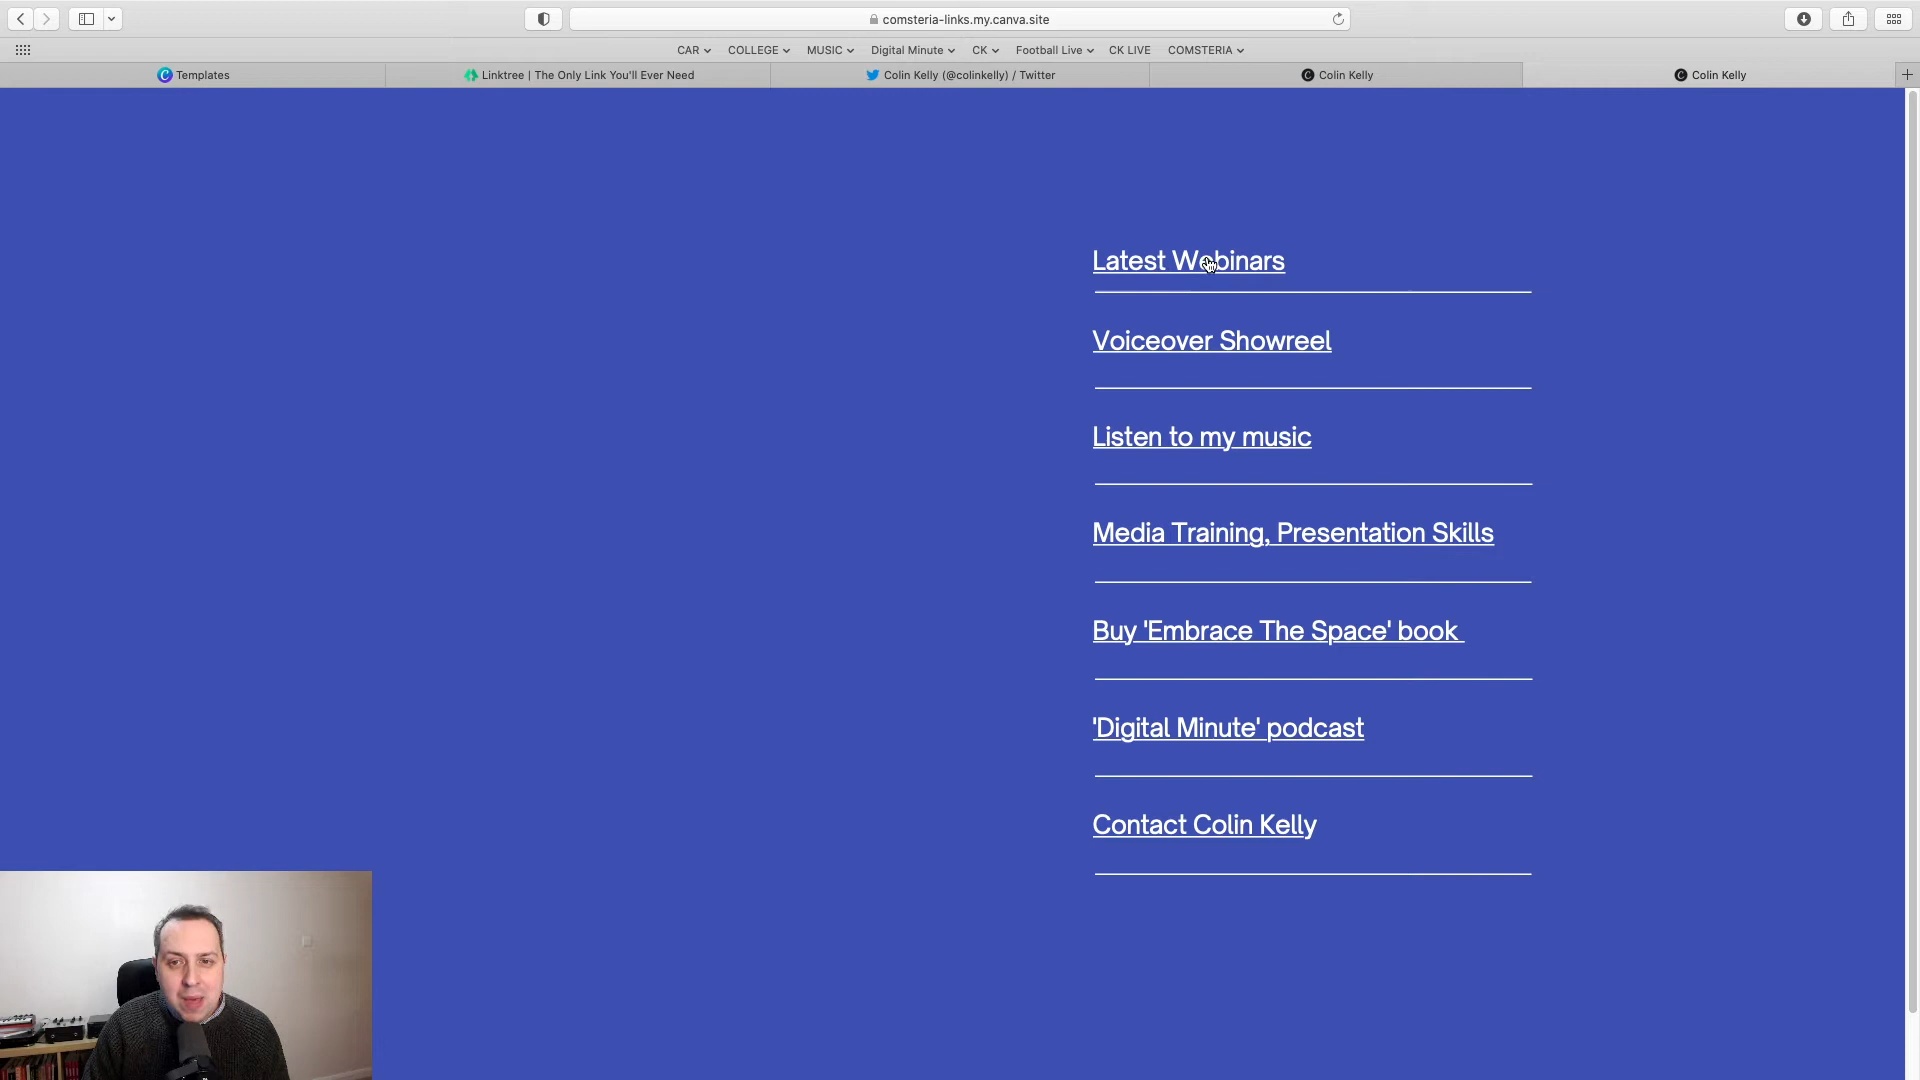 comsteria-links.my.canva.site
CAR COLLEGE MUSIC Digital Minute CK Football Live CK LIVE COMSTERIA
Templates Linktree | The Only Link You'll Ever Need Colin Kelly (@colinkelly) / Twitter Colin Kelly Colin Kelly
Latest Webinars
Voiceover Showreel
Listen to my music
Media Training, Presentation Skills
Buy 'Embrace The Space' book
'Digital Minute' podcast
Contact Colin Kelly